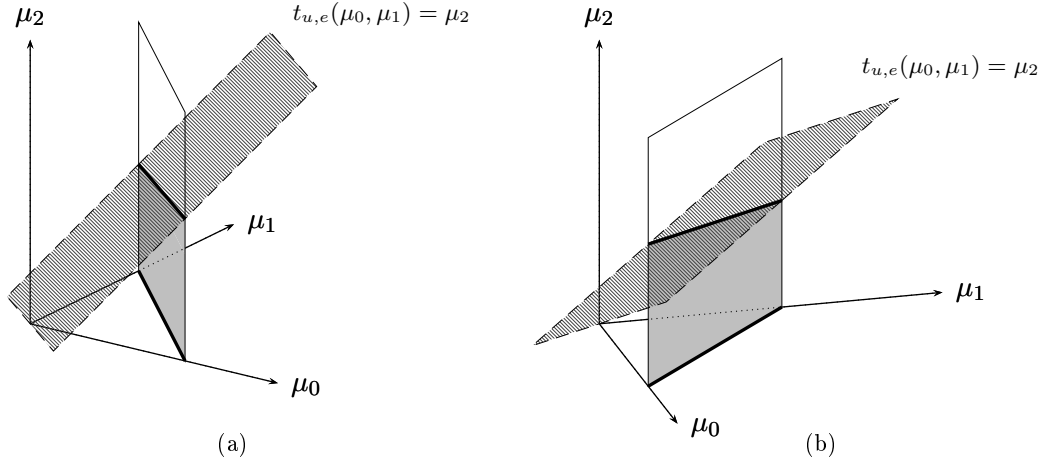 μ₂
t_{u,e}(μ₀, μ₁) = μ₂
μ₁
μ₀
(a)
μ₂
t_{u,e}(μ₀, μ₁) = μ₂
μ₁
μ₀
(b)